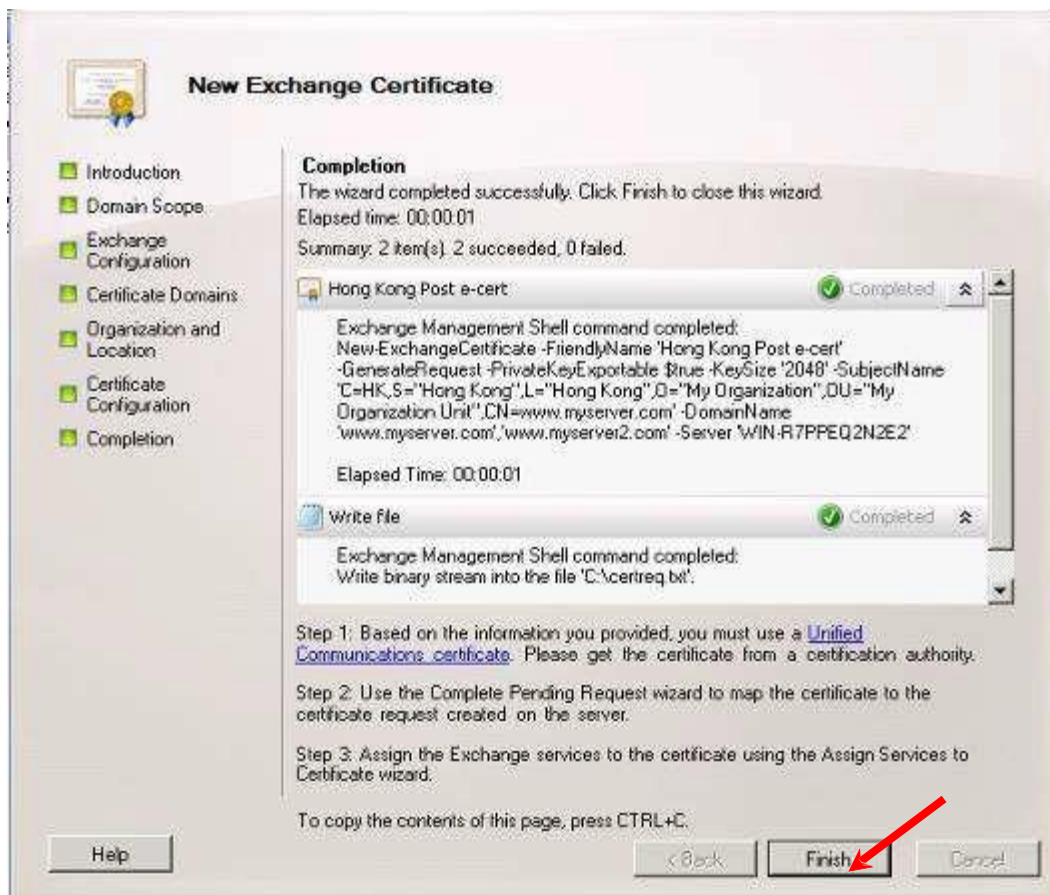 New Exchange Certificate
Introduction
Domain Scope
Exchange
Configuration
Certificate Domains
Organization and
Location
Certificate
Configuration
Completion
Completion
The wizard completed successfully. Click Finish to close this wizard.
Elapsed time: 00:00:01
Summary: 2 item(s). 2 succeeded, 0 failed.
Hong Kong Post e-cert
Completed
Exchange Management Shell command completed:
New-ExchangeCertificate -FriendlyName 'Hong Kong Post e-cert'
-GenerateRequest -PrivateKeyExportable $true -KeySize '2048' -SubjectName
'C=HK,S="Hong Kong",L="Hong Kong",O="My Organization",OU="My
Organization Unit",CN=www.myserver.com' -DomainName
'www.myserver.com','www.myserver2.com' -Server 'WIN-R7PPEQ2N2E2'
Elapsed Time: 00:00:01
Write file
Completed
Exchange Management Shell command completed:
Write binary stream into the file 'C:\certreq.txt'.
Step 1: Based on the information you provided, you must use a Unified
Communications certificate. Please get the certificate from a certification authority.
Step 2: Use the Complete Pending Request wizard to map the certificate to the
certificate request created on the server.
Step 3: Assign the Exchange services to the certificate using the Assign Services to
Certificate wizard.
To copy the contents of this page, press CTRL+C.
Help
< Back
Finish
Cancel